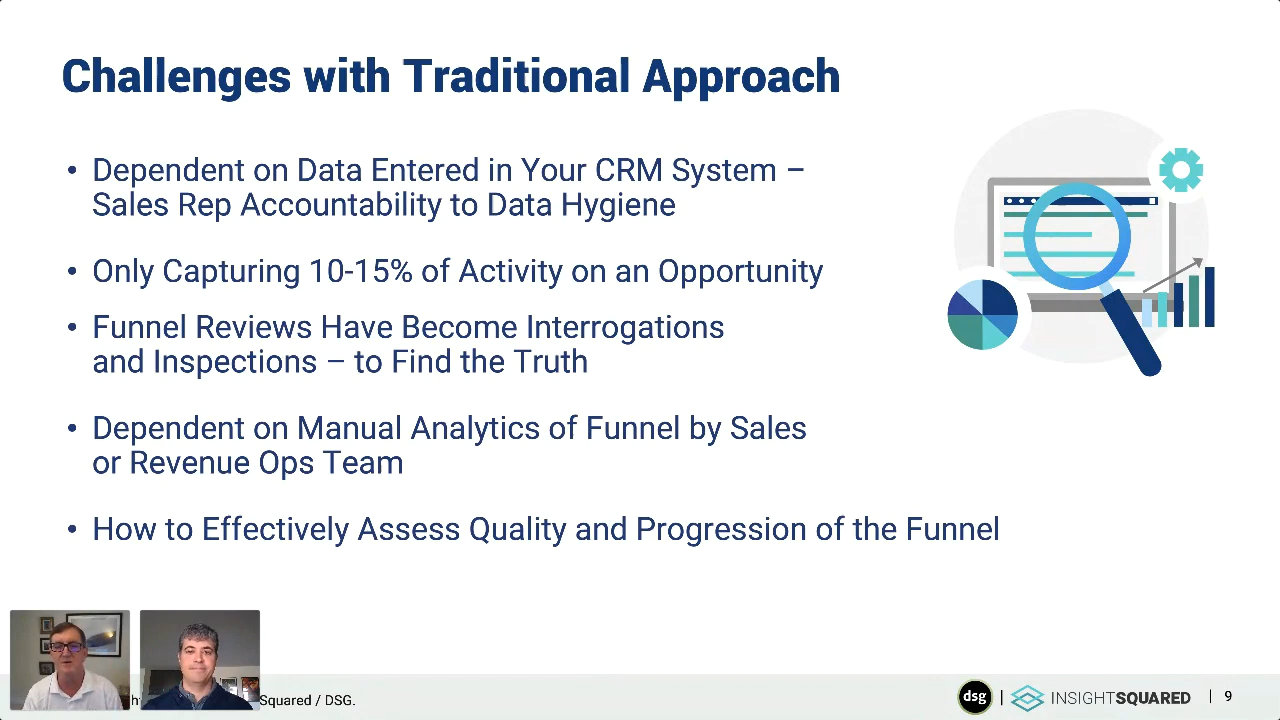 Challenges with Traditional Approach
• Dependent on Data Entered in Your CRM System –
Sales Rep Accountability to Data Hygiene
• Only Capturing 10-15% of Activity on an Opportunity
• Funnel Reviews Have Become Interrogations
and Inspections – to Find the Truth
• Dependent on Manual Analytics of Funnel by Sales
or Revenue Ops Team
• How to Effectively Assess Quality and Progression of the Funnel
Squared / DSG.
dsg | INSIGHTSQUARED | 9